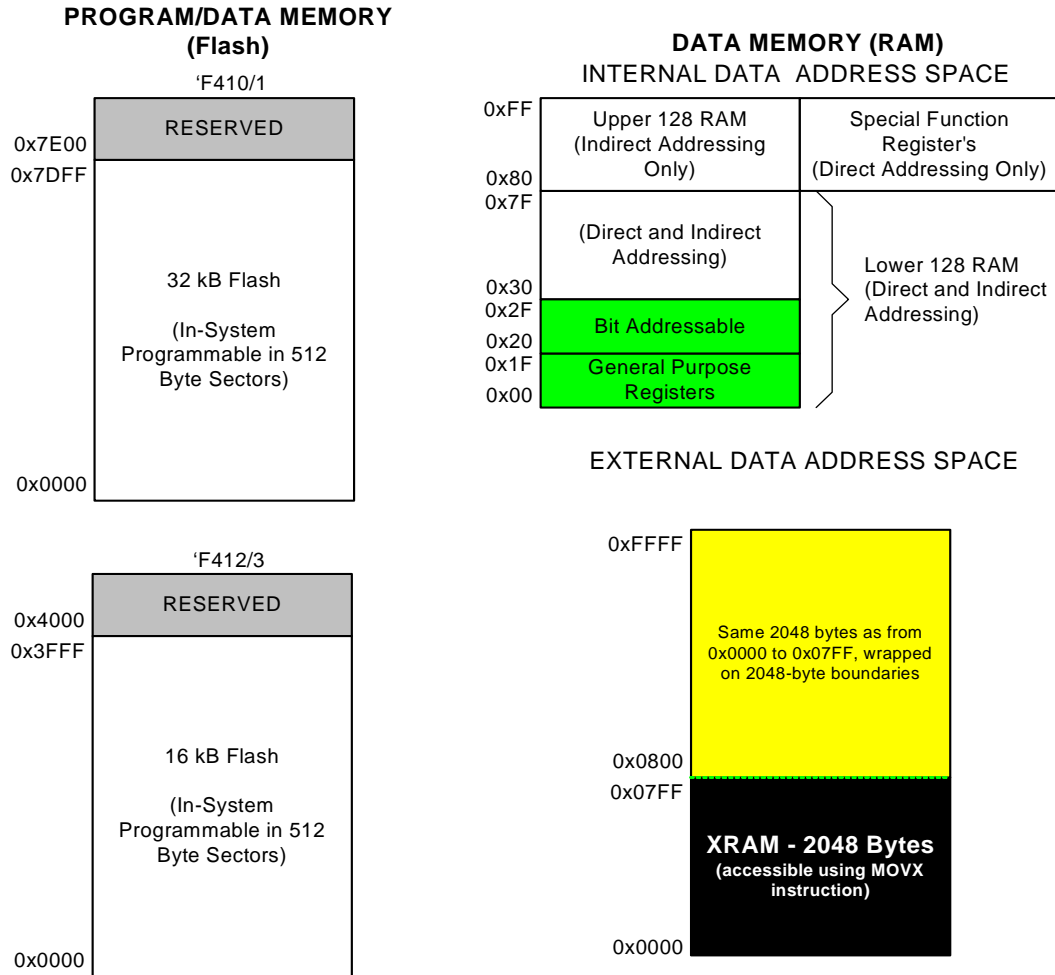 PROGRAM/DATA MEMORY
(Flash)
‘F410/1
RESERVED
0x7E00
0x7DFF
32 kB Flash
(In-System
Programmable in 512
Byte Sectors)
0x0000
‘F412/3
RESERVED
0x4000
0x3FFF
16 kB Flash
(In-System
Programmable in 512
Byte Sectors)
0x0000
DATA MEMORY (RAM)
INTERNAL DATA ADDRESS SPACE
0xFF
Upper 128 RAM
(Indirect Addressing
Only)
0x80
Special Function
Register's
(Direct Addressing Only)
0x7F
(Direct and Indirect
Addressing)
0x30
Lower 128 RAM
(Direct and Indirect
Addressing)
0x2F
Bit Addressable
0x20
0x1F
General Purpose
Registers
0x00
EXTERNAL DATA ADDRESS SPACE
0xFFFF
Same 2048 bytes as from
0x0000 to 0x07FF, wrapped
on 2048-byte boundaries
0x0800
0x07FF
XRAM - 2048 Bytes
(accessible using MOVX
instruction)
0x0000